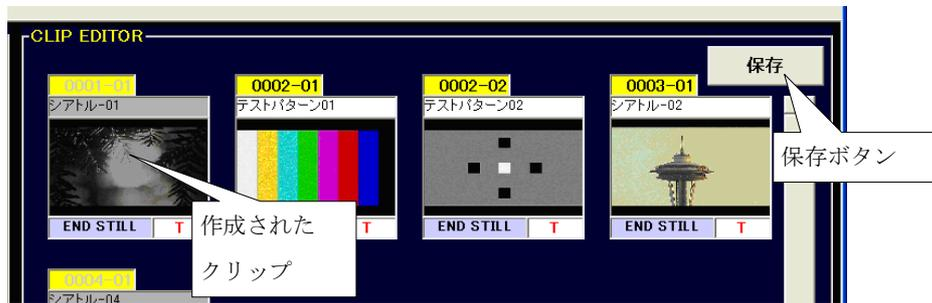 CLIP EDITOR
保存
0001-01
0002-01
0002-02
0003-01
シアトル-01
テストパターン01
テストパターン02
シアトル-02
保存ボタン
END STILL T
T
END STILL T
END STILL T
作成された
クリップ
0004-01
シアトル-04